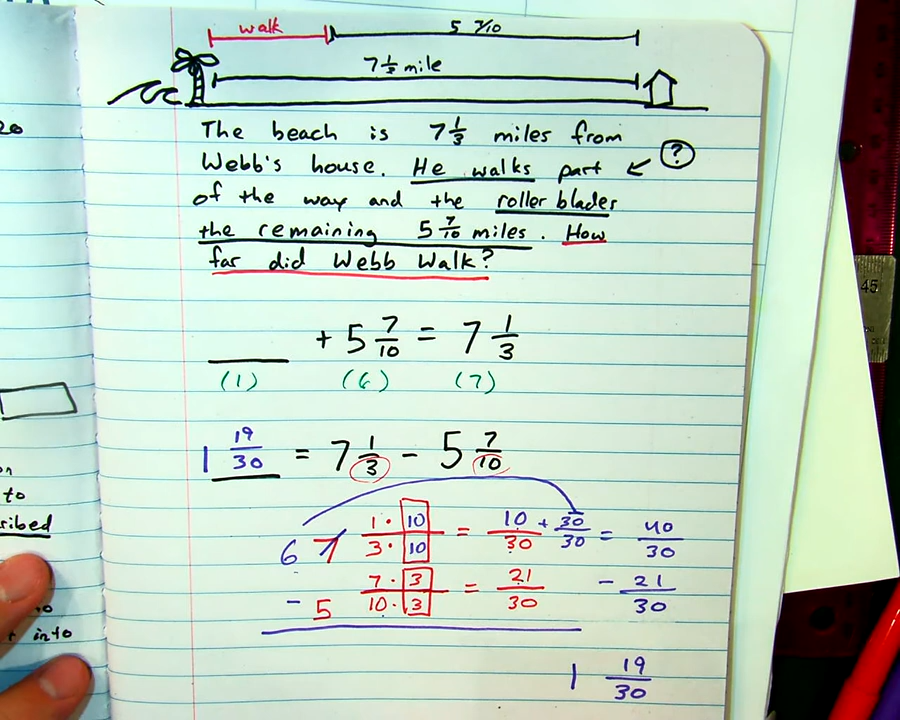 walk
5 7/10
7 1/3 mile
The beach is 7 1/3 miles from
Webb's house. He walks part ← ?
of the way and the roller blades
the remaining 5 7/10 miles. How
far did Webb Walk?
___ + 5 7/10 = 7 1/3
(1) (6) (7)
1 19/30 = 7 1/3 - 5 7/10
6 7 1·10/3·10 = 10/30 + 30/30 = 40/30
- 5 7·3/10·3 = 21/30 - 21/30
1 19/30
to
cribed
into
45